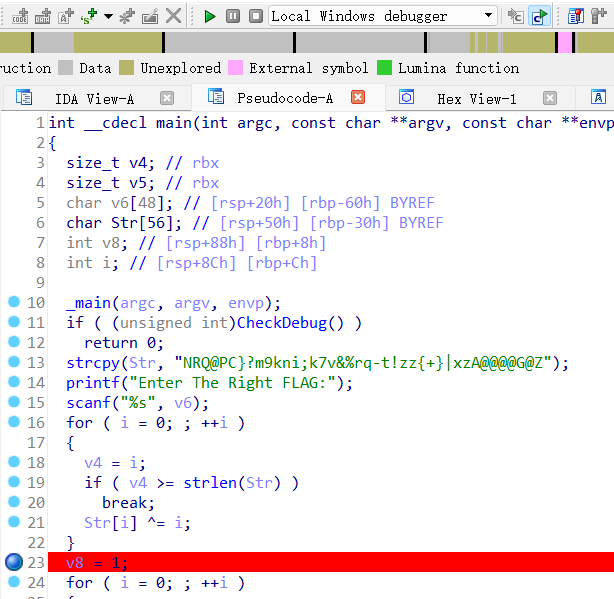 Local Windows debugger
ruction Data Unexplored External symbol Lumina function
IDA View-A Pseudocode-A Hex View-1
1 int __cdecl main(int argc, const char **argv, const char **envp
2 {
3 size_t v4; // rbx
4 size_t v5; // rbx
5 char v6[48]; // [rsp+20h] [rbp-60h] BYREF
6 char Str[56]; // [rsp+50h] [rbp-30h] BYREF
7 int v8; // [rsp+88h] [rbp+8h]
8 int i; // [rsp+8Ch] [rbp+Ch]
9
10 _main(argc, argv, envp);
11 if ( (unsigned int)CheckDebug() )
12 return 0;
13 strcpy(Str, "NRQ@PC}?m9kni;k7v&%rq-t!zz{+}|xzA@@@@G@Z");
14 printf("Enter The Right FLAG:");
15 scanf("%s", v6);
16 for ( i = 0; ; ++i )
17 {
18 v4 = i;
19 if ( v4 >= strlen(Str) )
20 break;
21 Str[i] ^= i;
22 }
23 v8 = 1;
24 for ( i = 0; ; ++i )